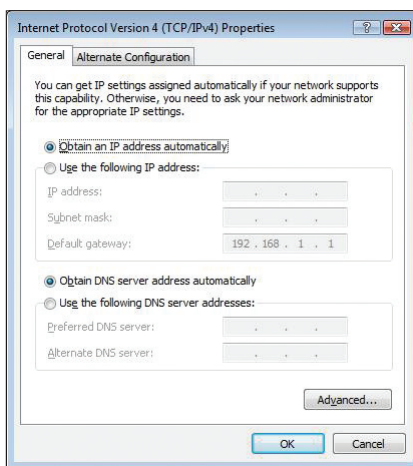 Internet Protocol Version 4 (TCP/IPv4) Properties
General
Alternate Configuration
You can get IP settings assigned automatically if your network supports
this capability. Otherwise, you need to ask your network administrator
for the appropriate IP settings.
Obtain an IP address automatically
Use the following IP address:
IP address:
Subnet mask:
Default gateway: 192 . 168 . 1 . 1
Obtain DNS server address automatically
Use the following DNS server addresses:
Preferred DNS server:
Alternate DNS server:
Advanced...
OK
Cancel